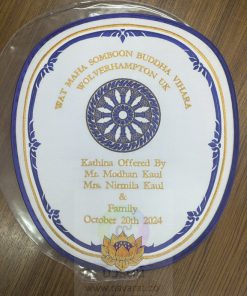 WAT MAHA SOMBOON BUDDHA VIHARA
WOLVERHAMPTON UK
Kathina Offered By
Mr. Modhan Kaul
Mrs. Nirmila Kaul
&
Family
October 20th 2024